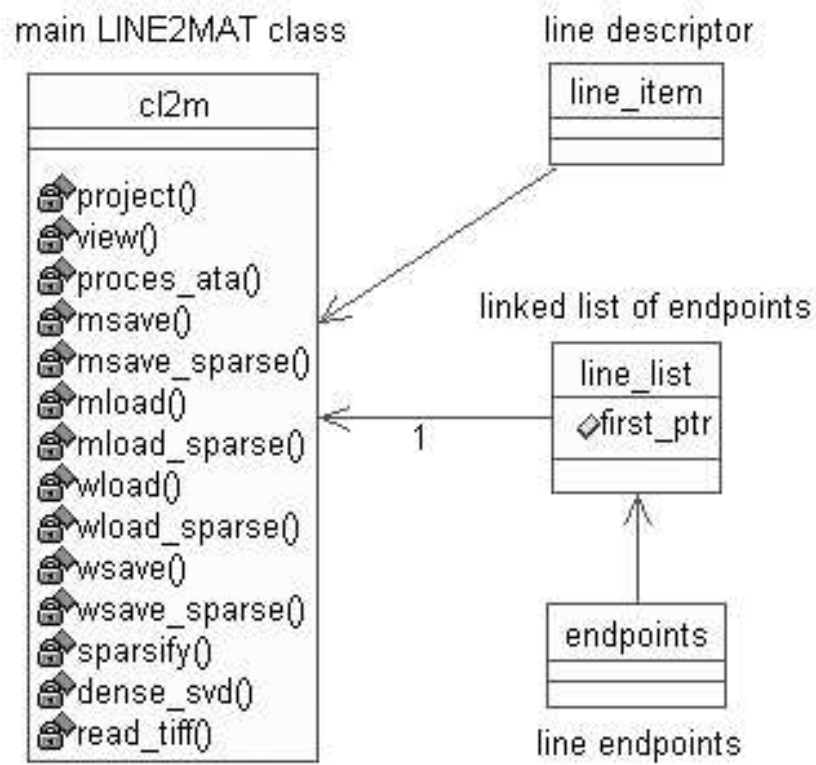 main LINE2MAT class
cl2m
project()
view()
proces_ata()
msave()
msave_sparse()
mload()
mload_sparse()
wload()
wload_sparse()
wsave()
wsave_sparse()
sparsify()
dense_svd()
read_tiff()
line descriptor
line_item
linked list of endpoints
line_list
first_ptr
1
endpoints
line endpoints